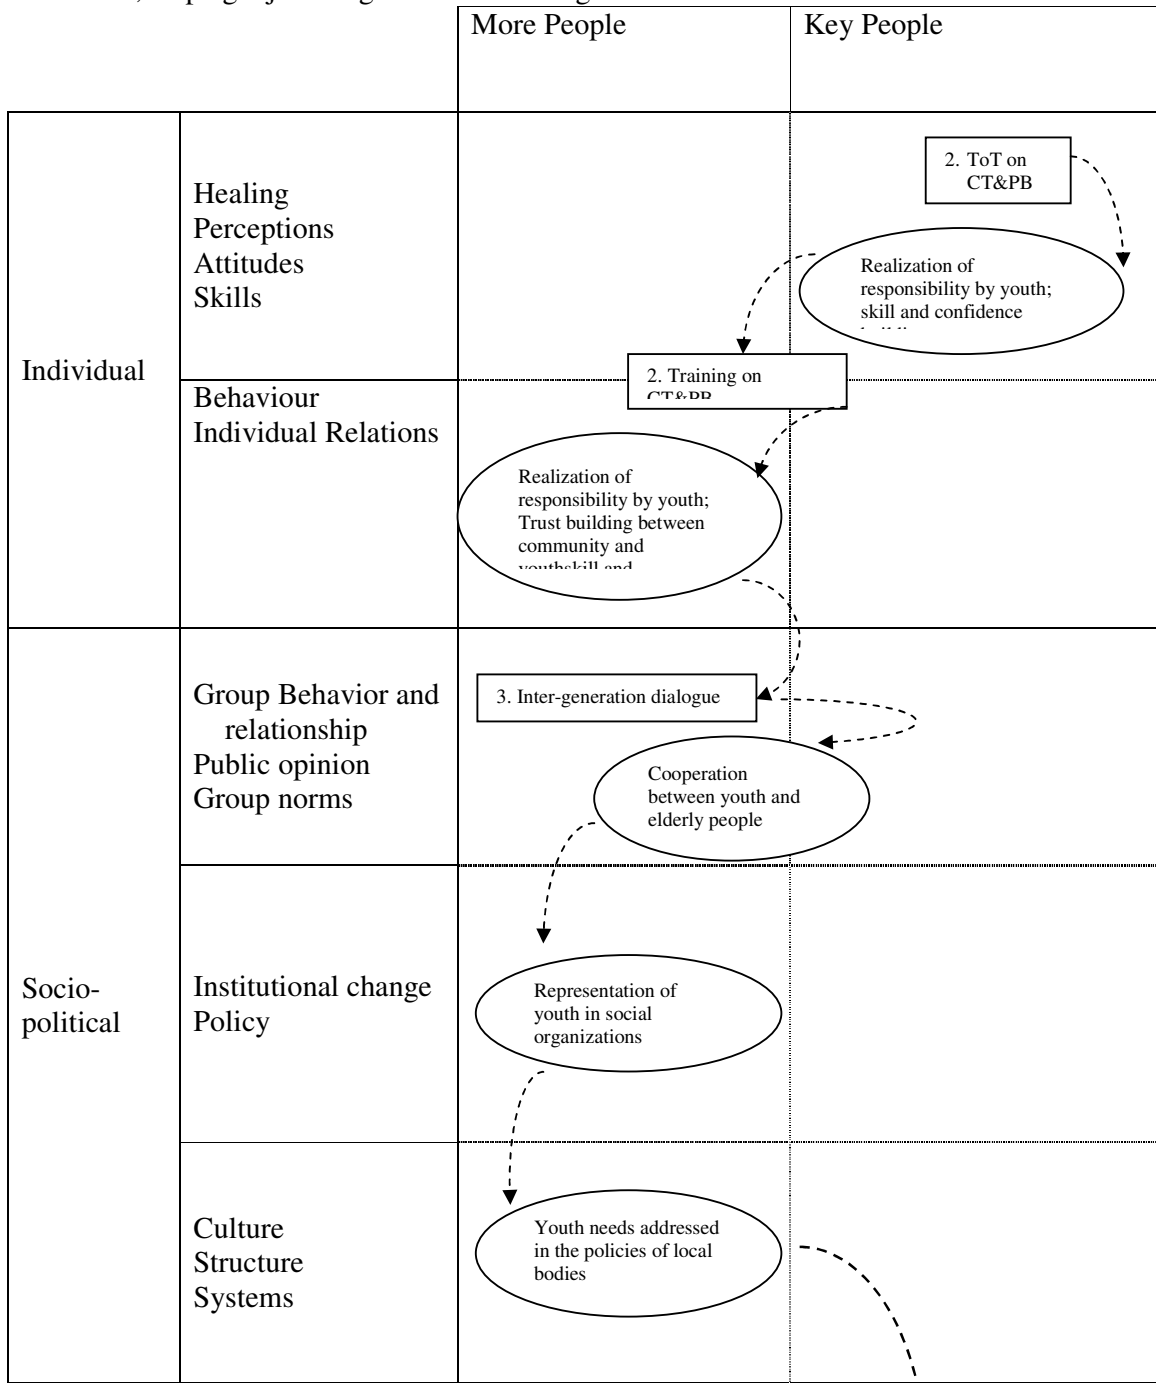 More People
Key People
2. ToT on
CT&PB
Healing
Perceptions
Attitudes
Skills
Realization of
responsibility by youth;
skill and confidence
Individual
2. Training on
CT&PB
Behaviour
Individual Relations
Realization of
responsibility by youth;
Trust building between
community and
youthskill and
3. Inter-generation dialogue
Group Behavior and
relationship
Public opinion
Group norms
Cooperation
between youth and
elderly people
Socio-
political
Institutional change
Policy
Representation of
youth in social
organizations
Culture
Structure
Systems
Youth needs addressed
in the policies of local
bodies